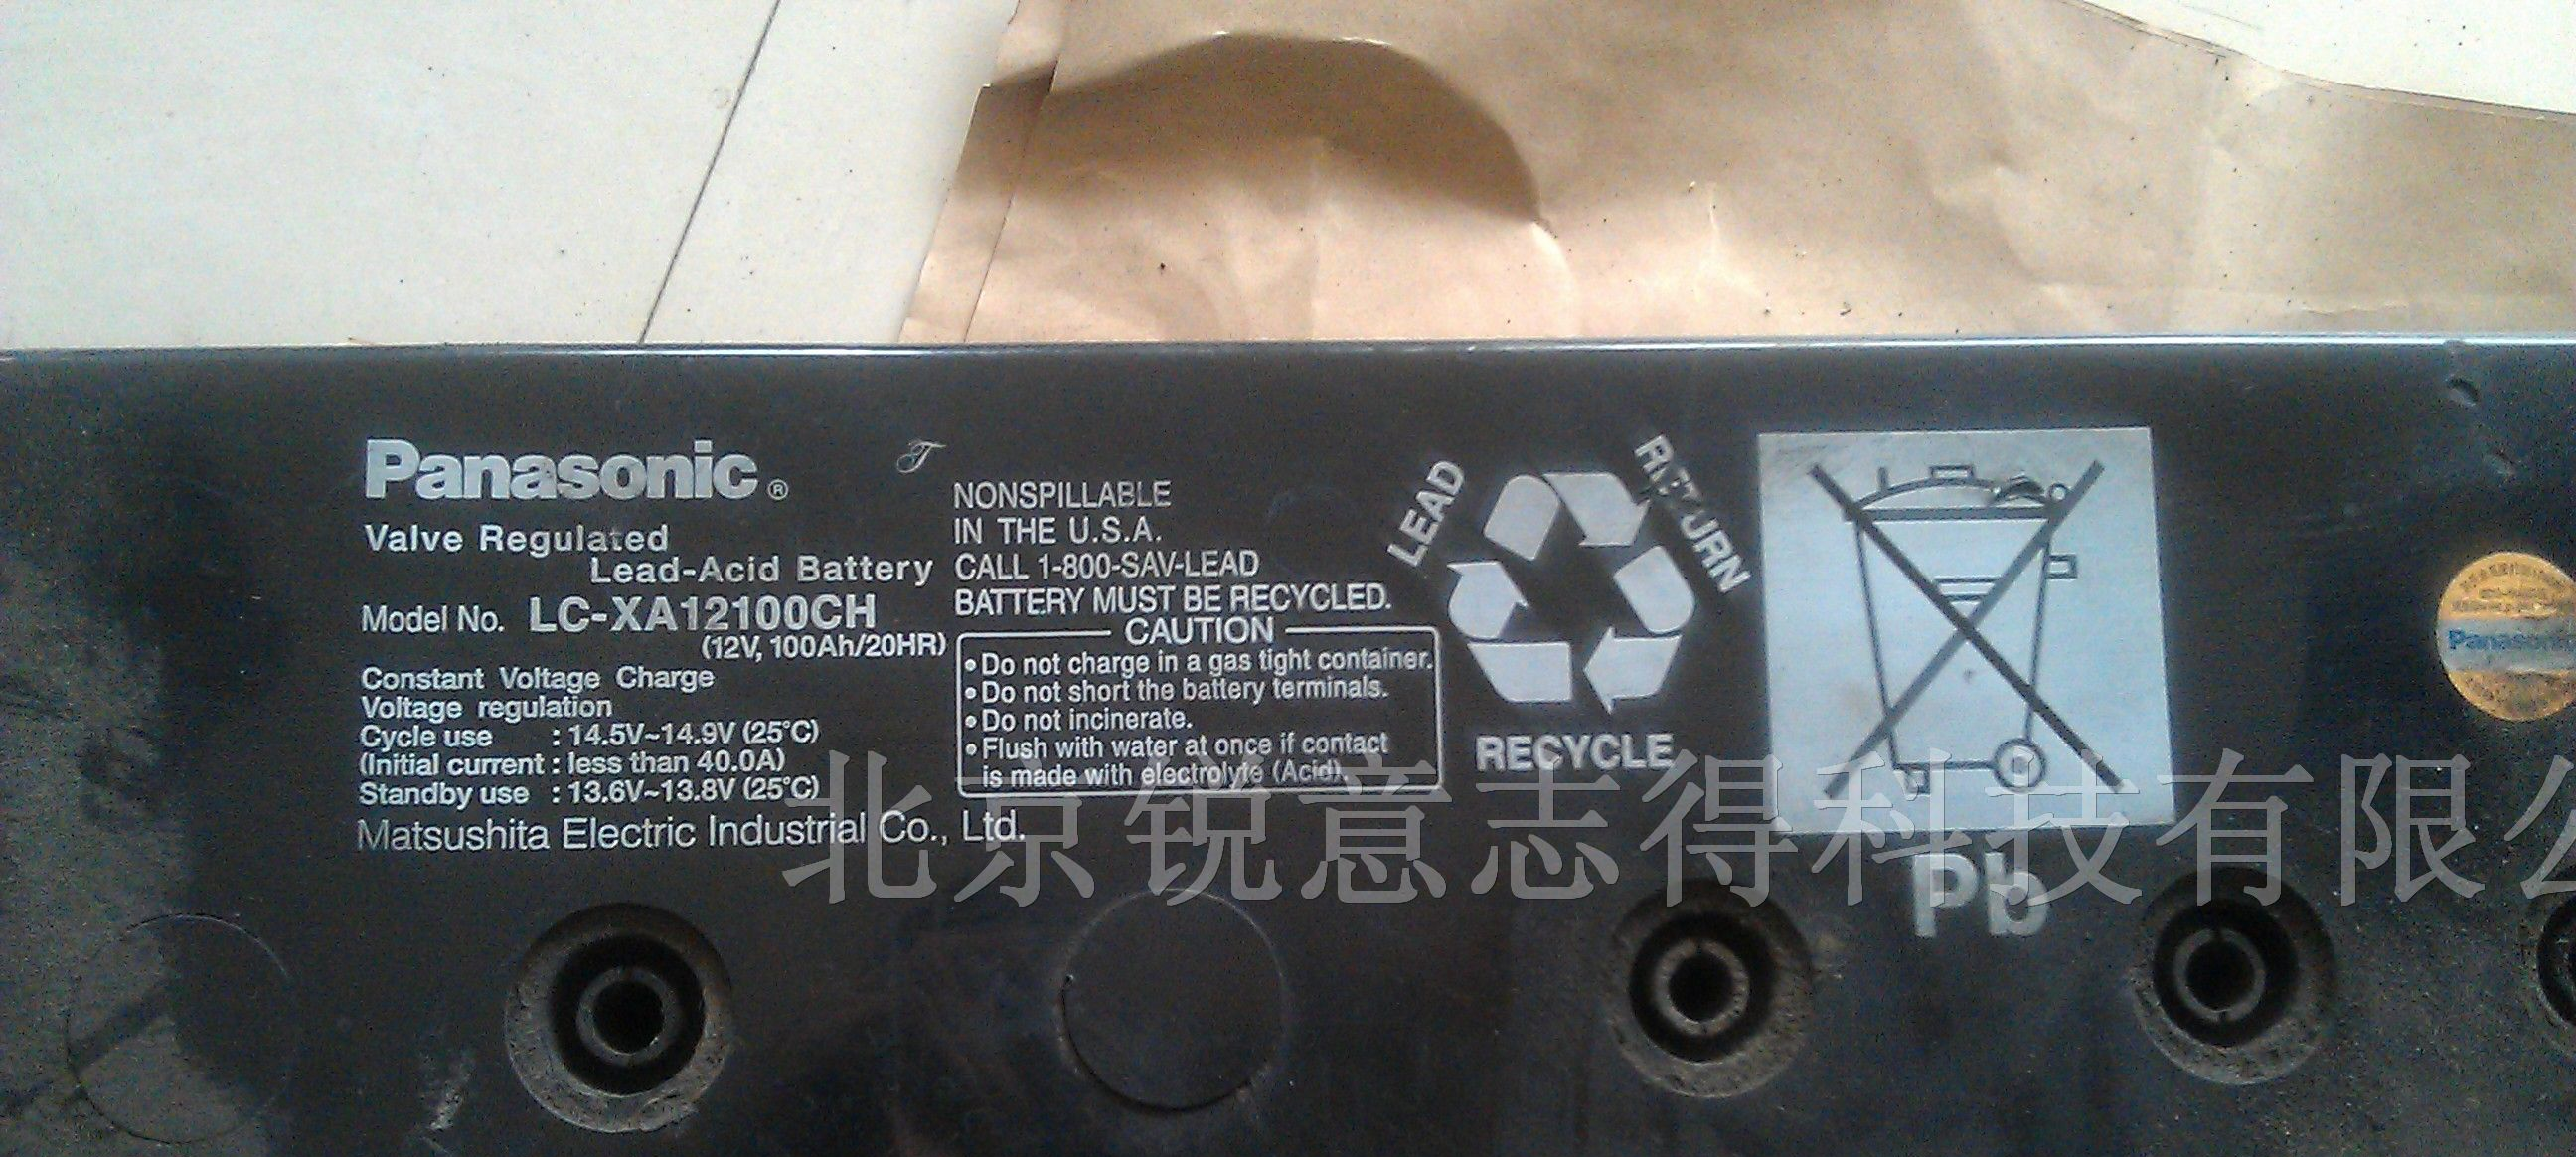 Panasonic®
Valve Regulated
Lead-Acid Battery
Model No. LC-XA12100CH
(12V, 100Ah/20HR)
Constant Voltage Charge
Voltage regulation
Cycle use : 14.5V~14.9V (25°C)
(Initial current : less than 40.0A)
Standby use : 13.6V~13.8V (25°C)
Matsushita Electric Industrial Co., Ltd.
NONSPILLABLE
IN THE U.S.A.
CALL 1-800-SAV-LEAD
BATTERY MUST BE RECYCLED.
CAUTION
•Do not charge in a gas tight container.
•Do not short the battery terminals.
•Do not incinerate.
•Flush with water at once if contact
is made with electrolyte (Acid).
LEAD
RETURN
RECYCLE
Pb
Panasonic
北京锐意志得科技有限公